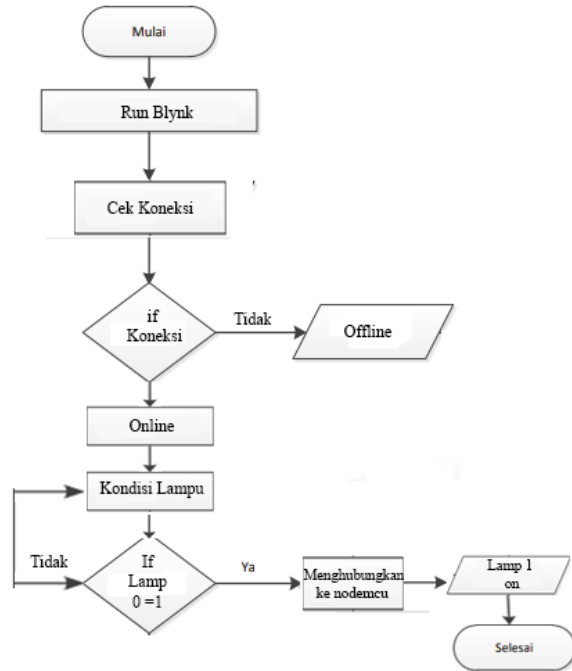 Mulai
Run Blynk
Cek Koneksi
if
Koneksi
Tidak
Offline
Online
Kondisi Lampu
Tidak
If
Lamp
0 =1
Ya
Menghubungkan
ke nodemcu
Lamp 1
on
Selesai